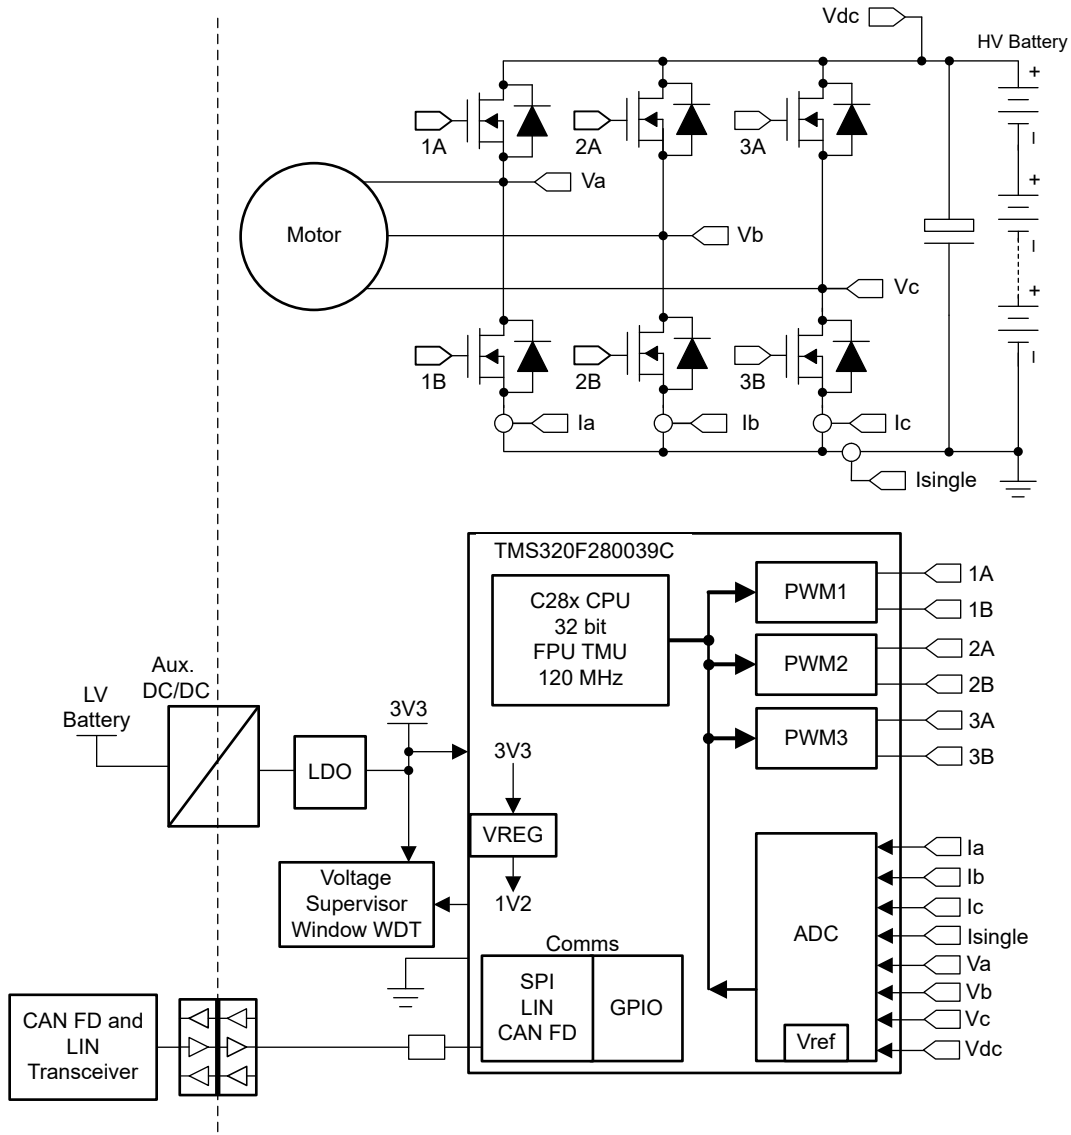 Vdc
HV Battery
+
1A
2A
3A
–
Va
+
Motor
Vb
–
Vc
+
1B
2B
3B
–
Ia
Ib
Ic
Isingle
TMS320F280039C
C28x CPU
32 bit
FPU TMU
120 MHz
PWM1
1A
1B
PWM2
2A
2B
PWM3
3A
3B
Aux.
DC/DC
LV
Battery
3V3
LDO
3V3
VREG
1V2
Voltage
Supervisor
Window WDT
Ia
Ib
Ic
Isingle
Va
Vb
Vc
Vdc
ADC
Vref
Comms
SPI
LIN
CAN FD
GPIO
CAN FD and
LIN
Transceiver